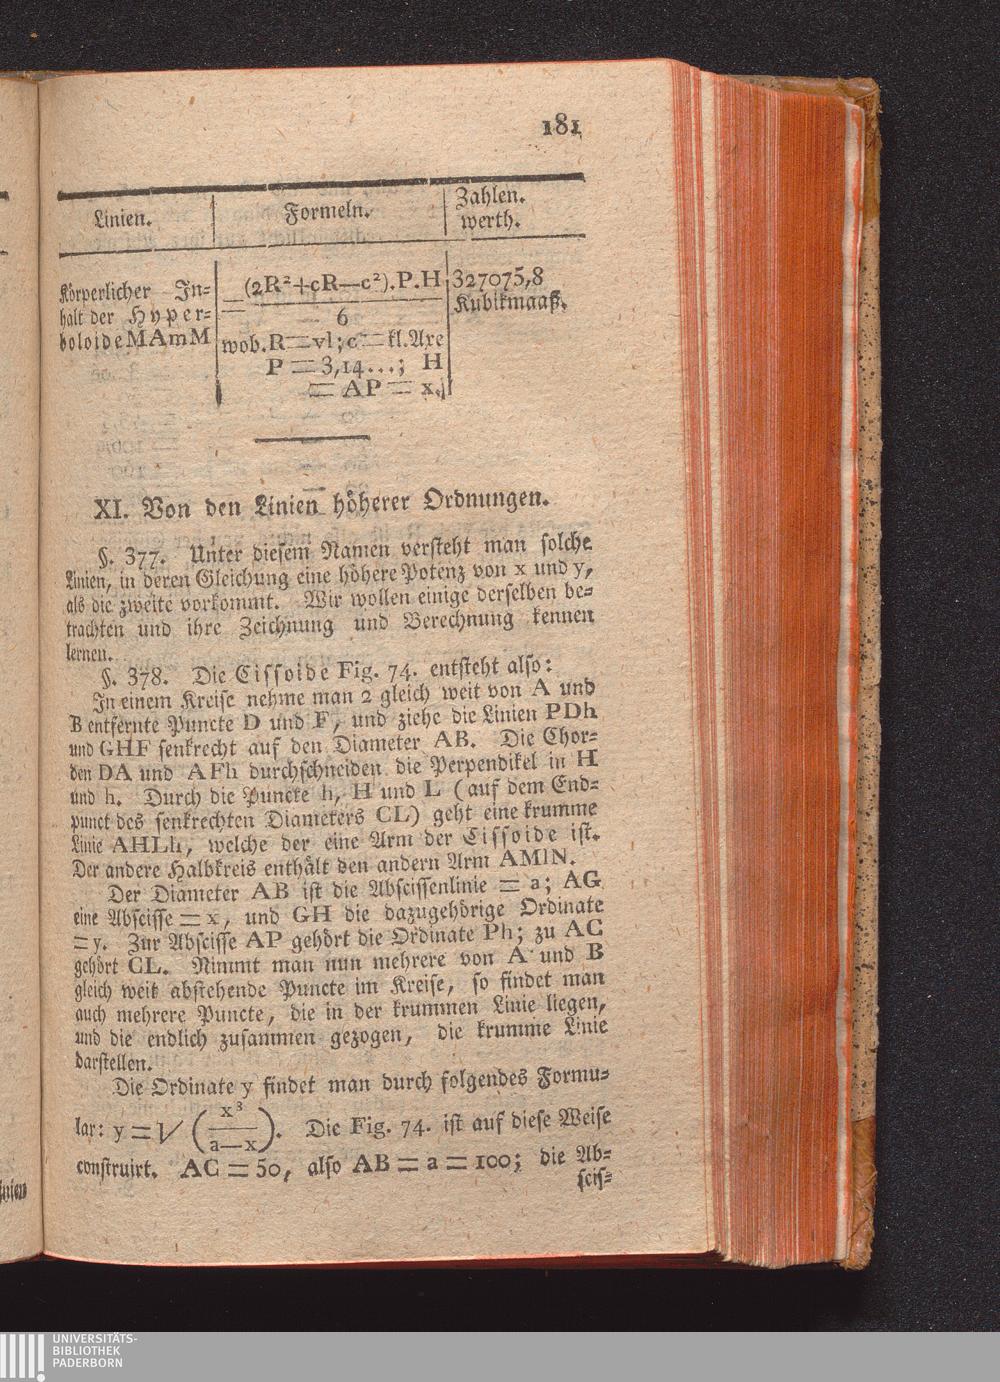 181
Linien. Formeln. Zahlen-
werth.
Körperlicher In- (2R²+cR—c²).P.H 327075,8
halt der Hyper- = 6 Kubikmaaß.
boloide MAmM wob. R = vl; c = kl. Axe
P = 3,14...; H
= AP = x.
XI. Von den Linien höherer Ordnungen.
§. 377. Unter diesem Namen versteht man solche
Linien, in deren Gleichung eine höhere Potenz von x und y,
als die zweite vorkommt. Wir wollen einige derselben be-
trachten und ihre Zeichnung und Berechnung kennen
lernen.
§. 378. Die Cissoide Fig. 74. entsteht also:
In einem Kreise nehme man 2 gleich weit von A und
B entfernte Puncte D und F, und ziehe die Linien PDh
und GHF senkrecht auf den Diameter AB. Die Chor-
den DA und AFh durchschneiden die Perpendikel in H
und h. Durch die Puncte h, H und L (auf dem End-
punct des senkrechten Diameters CL) geht eine krumme
Linie AHLh, welche der eine Arm der Cissoide ist.
Der andere Halbkreis enthält den andern Arm AMlN.
Der Diameter AB ist die Abscissenlinie = a; AG
eine Abscisse = x, und GH die dazugehörige Ordinate
= y. Zur Abscisse AP gehört die Ordinate Ph; zu AC
gehört CL. Nimmt man nun mehrere von A und B
gleich weit abstehende Puncte im Kreise, so findet man
auch mehrere Puncte, die in der krummen Linie liegen,
und die endlich zusammen gezogen, die krumme Linie
darstellen.
Die Ordinate y findet man durch folgendes Formu-
lar: y = √(x³/a—x). Die Fig. 74. ist auf diese Weise
construirt. AC = 50, also AB = a = 100; die Ab-
scis-
UNIVERSITÄTS-
BIBLIOTHEK
PADERBORN